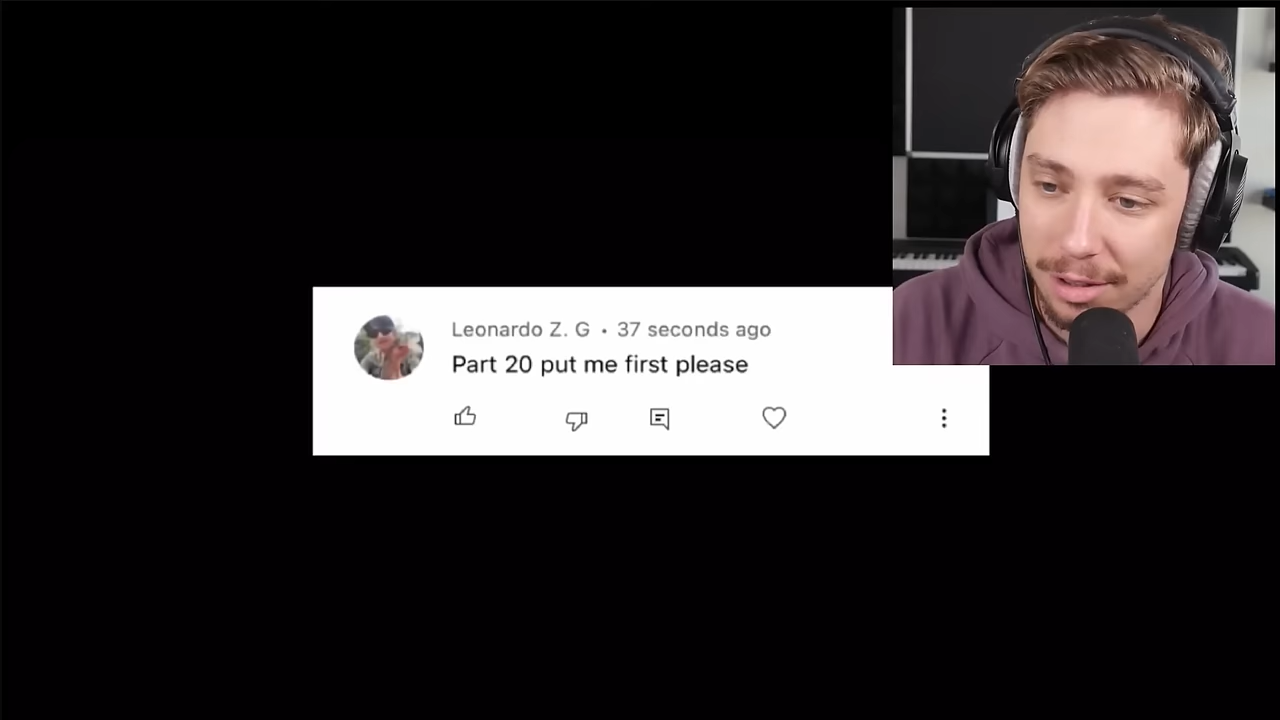 Leonardo Z. G • 37 seconds ago
Part 20 put me first please